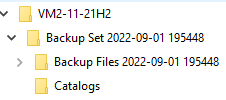 VM2-11-21H2
Backup Set 2022-09-01 195448
Backup Files 2022-09-01 195448
Catalogs